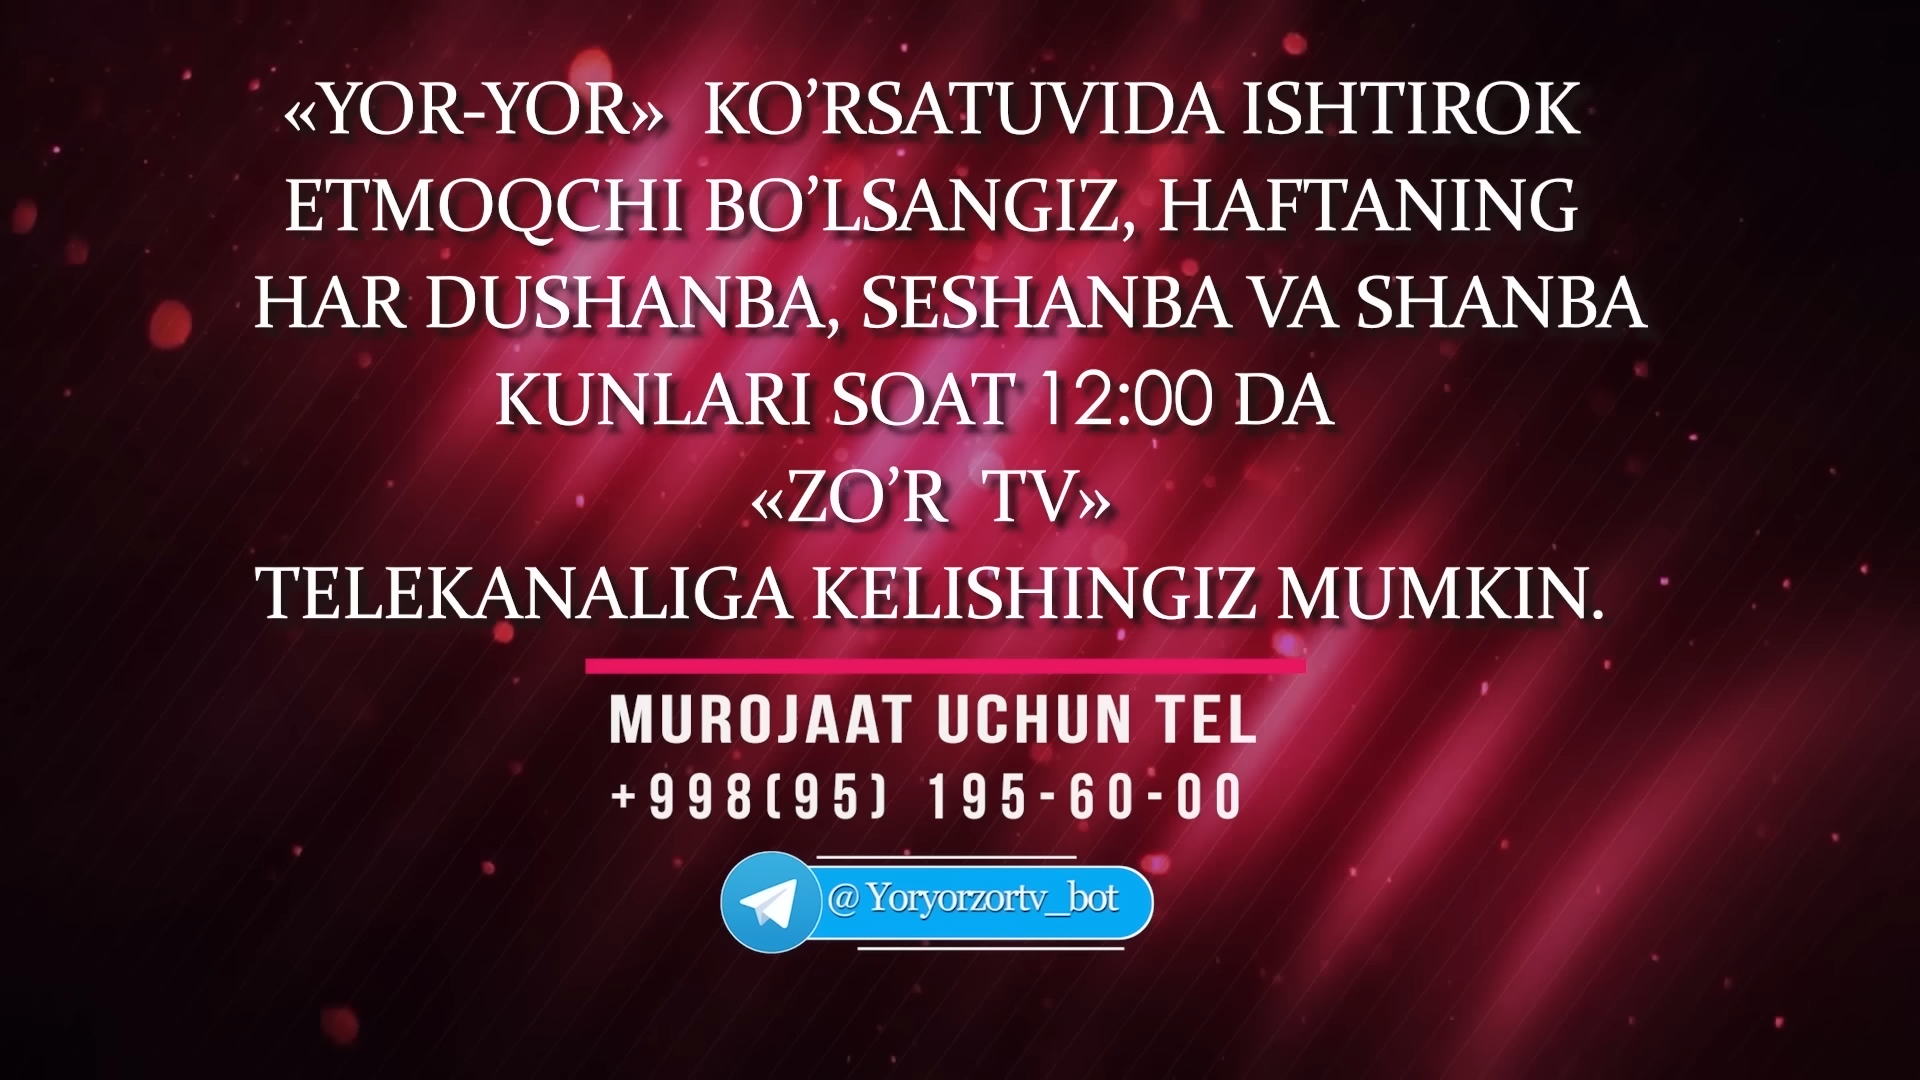 «YOR-YOR» KO’RSATUVIDA ISHTIROK
ETMOQCHI BO’LSANGIZ, HAFTANING
HAR DUSHANBA, SESHANBA VA SHANBA
KUNLARI SOAT 12:00 DA
«ZO’R TV»
TELEKANALIGA KELISHINGIZ MUMKIN.
MUROJAAT UCHUN TEL
+998(95) 195-60-00
@ Yoryorzortv_bot